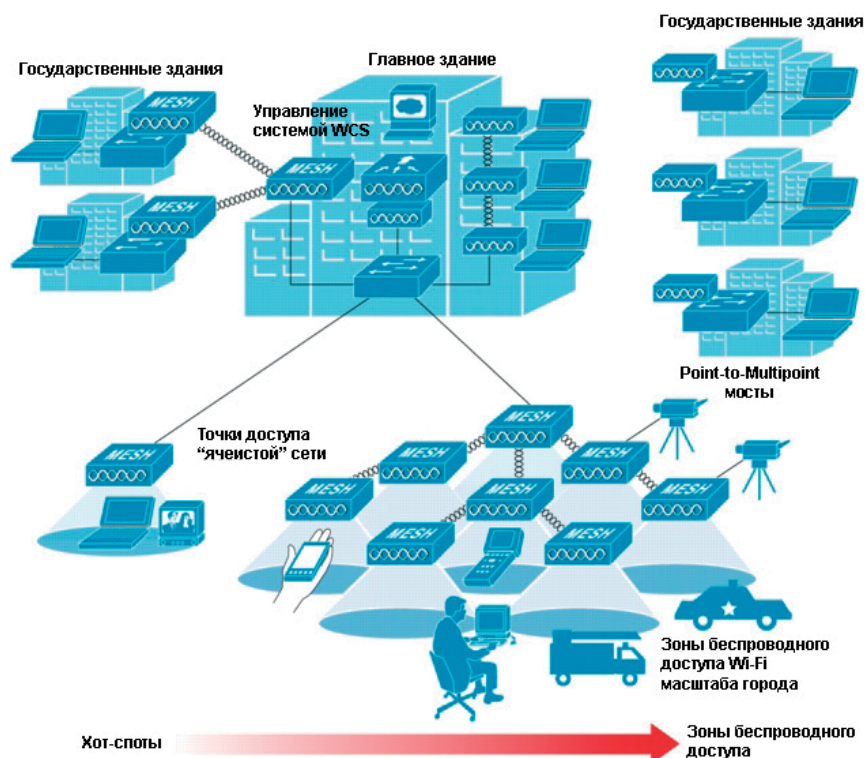 Государственные здания
Главное здание
Государственные здания
Управление
системой WCS
MESH
MESH
MESH
Point-to-Multipoint
мосты
Точки доступа
“ячеистой” сети
MESH
MESH
MESH
MESH
MESH
MESH
MESH
MESH
MESH
Зоны беспроводного
доступа Wi-Fi
масштаба города
Хот-споты
Зоны беспроводного
доступа